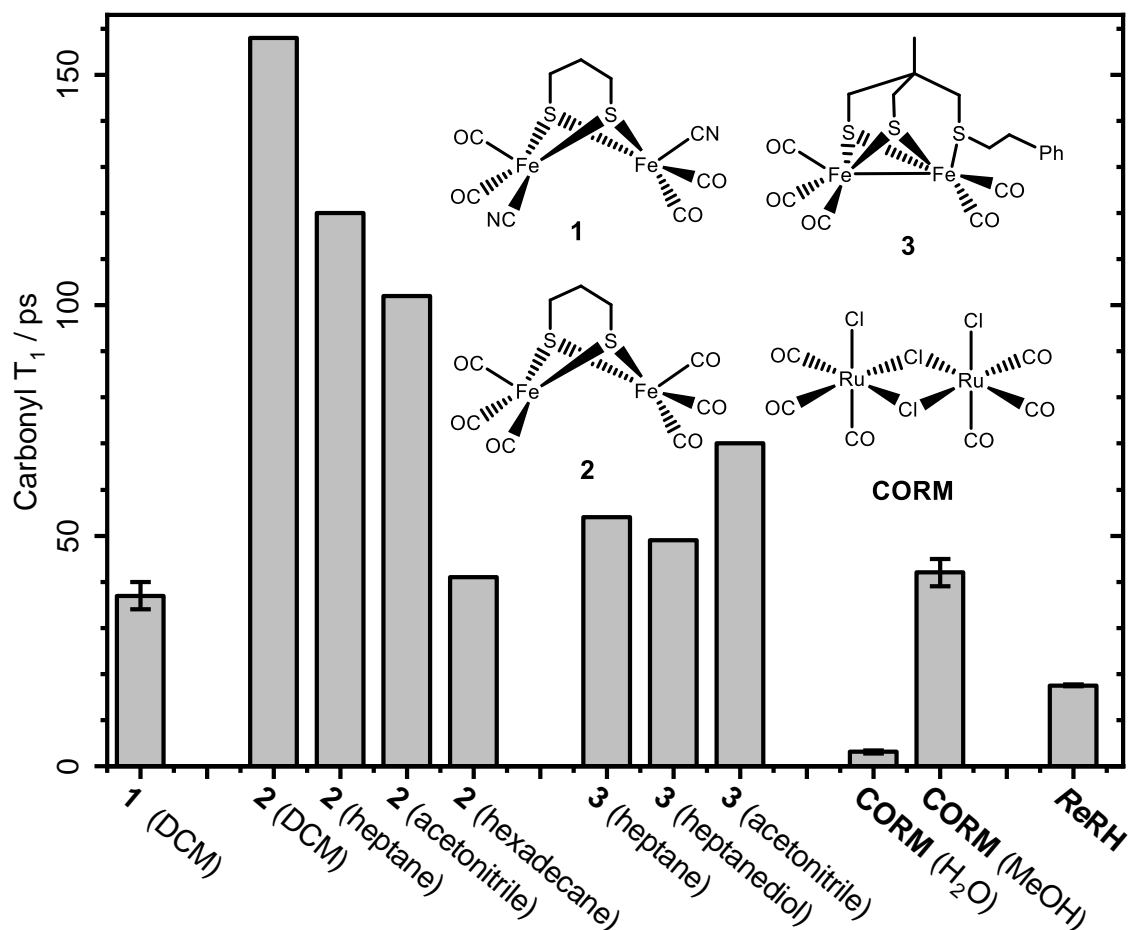 Carbonyl T1 / ps
150
100
50
0
S S
OC Fe Fe CN
OC CO
NC CO
1
S S S
OC Fe Fe Ph
OC CO
OC CO
3
S S
OC Fe Fe CO
OC CO
OC CO
2
Cl Cl
OC Cl CO
Ru Ru
OC Cl CO
CO CO
CORM
1 (DCM)
2 (DCM)
2 (heptane)
2 (acetonitrile)
2 (hexadecane)
3 (heptane)
3 (heptanediol)
3 (acetonitrile)
CORM (H2O)
CORM (MeOH)
ReRH